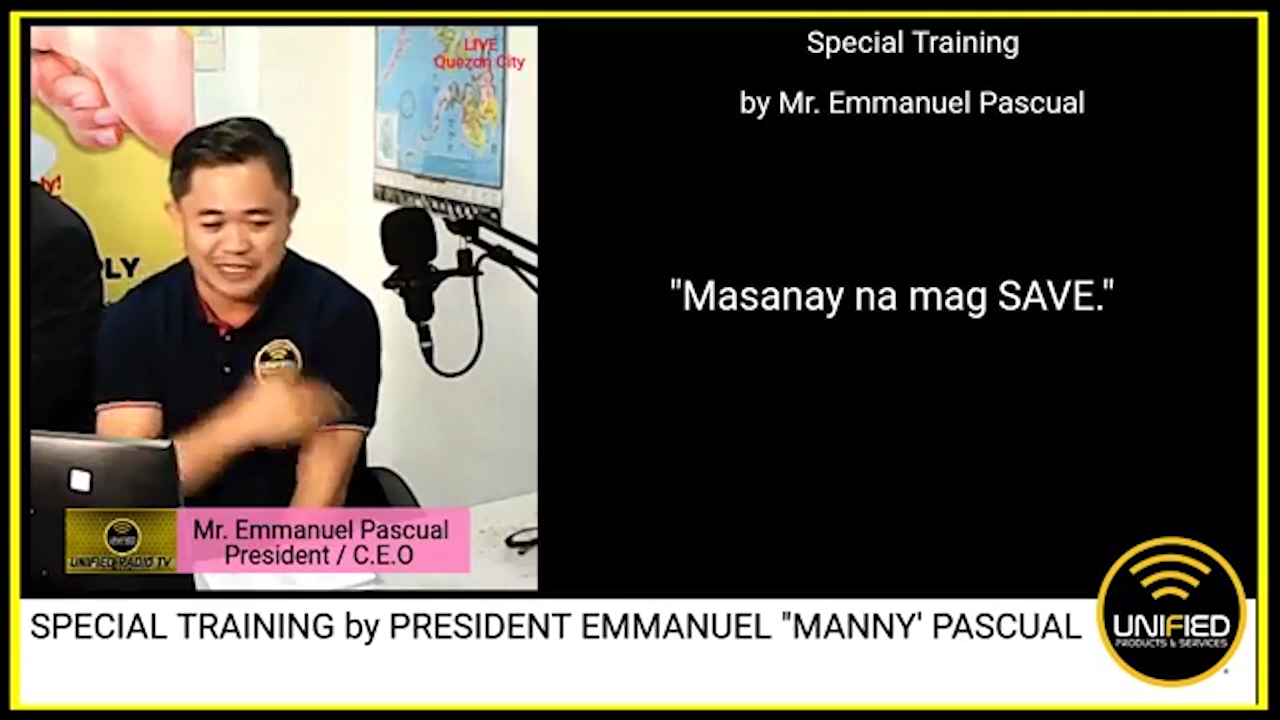 LIVE
Quezon City
LY
Mr. Emmanuel Pascual
President / C.E.O
UNIFIED
UNIFIED RADIO TV
Special Training
by Mr. Emmanuel Pascual
"Masanay na mag SAVE."
SPECIAL TRAINING by PRESIDENT EMMANUEL "MANNY' PASCUAL
UNIFIED
PRODUCTS & SERVICES